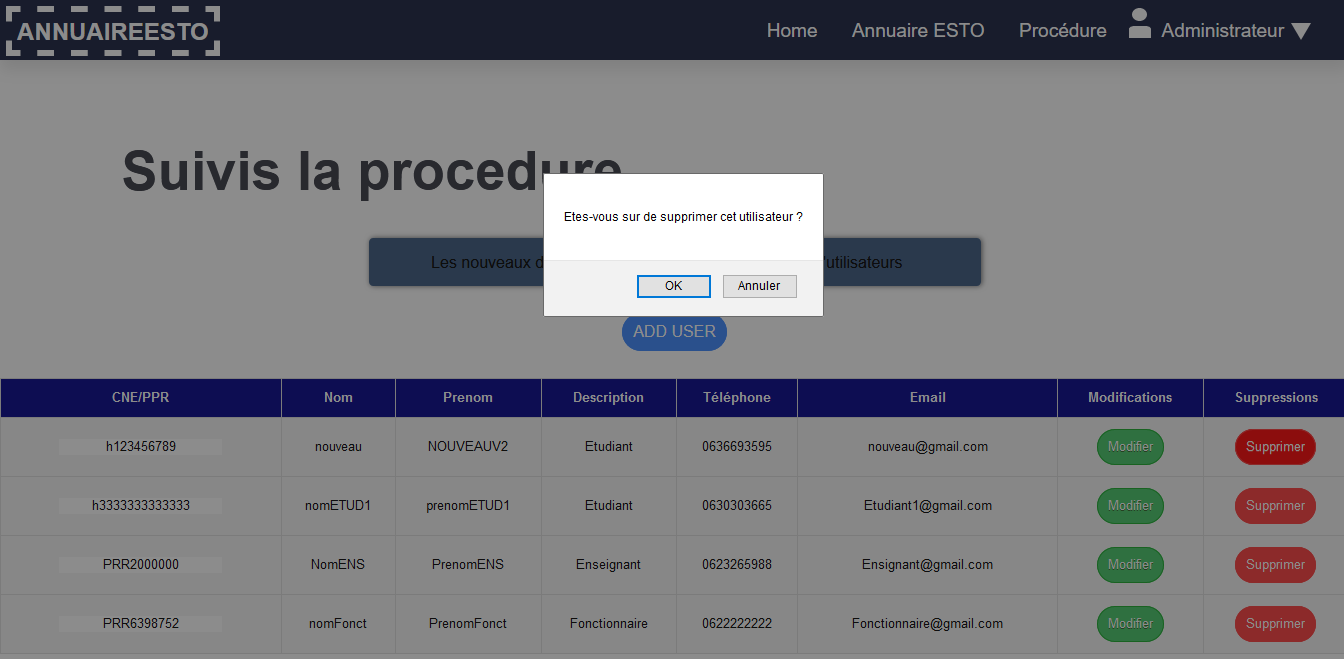 ANNUAIREESTO
Home Annuaire ESTO Procédure Administrateur ▼
Suivis la procedure
Etes-vous sur de supprimer cet utilisateur ?
Les nouveaux utilisateurs
OK Annuler
ADD USER
CNE/PPR Nom Prenom Description Téléphone Email Modifications Suppressions
h123456789 nouveau NOUVEAUV2 Etudiant 0636693595 nouveau@gmail.com Modifier Supprimer
h3333333333333 nomETUD1 prenomETUD1 Etudiant 0630303665 Etudiant1@gmail.com Modifier Supprimer
PRR2000000 NomENS PrenomENS Enseignant 0623265988 Ensignant@gmail.com Modifier Supprimer
PRR6398752 nomFonct PrenomFonct Fonctionnaire 0622222222 Fonctionnaire@gmail.com Modifier Supprimer